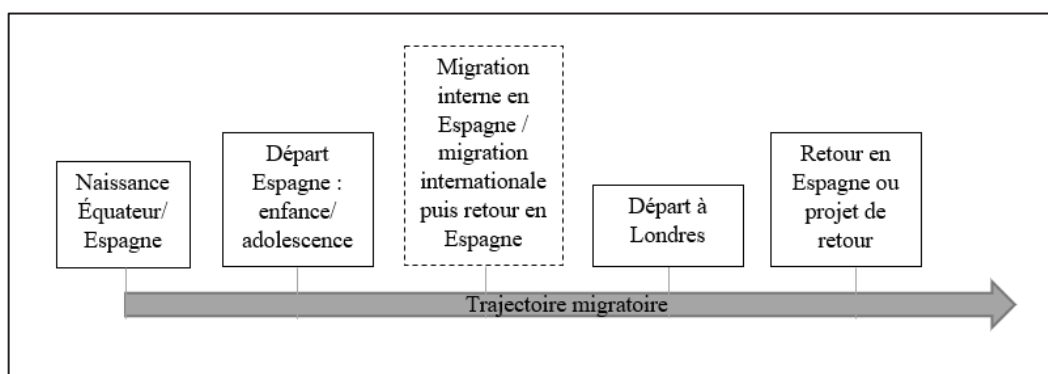 Naissance
Équateur/
Espagne
Départ
Espagne :
enfance/
adolescence
Migration
interne en
Espagne /
migration
internationale
puis retour en
Espagne
Départ à
Londres
Retour en
Espagne ou
projet de
retour
Trajectoire migratoire